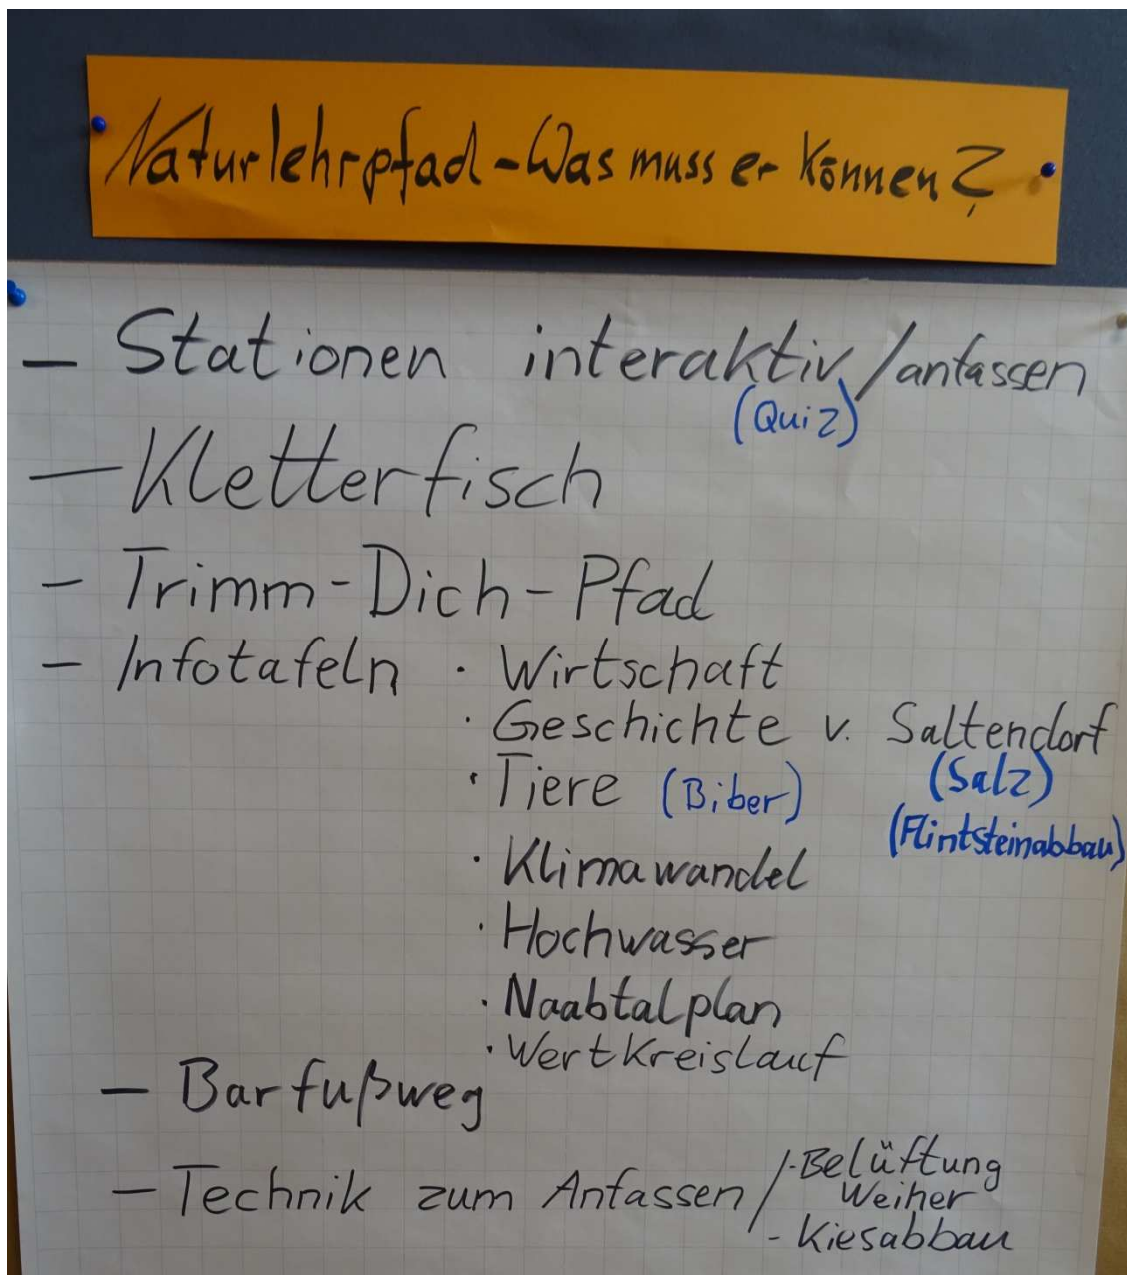 Naturlehrpfad - Was muss er können?
- Stationen interaktiv / anfassen
(Quiz)
- Kletterfisch
- Trimm-Dich-Pfad
- Infotafeln · Wirtschaft
· Geschichte v. Saltendorf
(Salz)
(Flintsteinabbau)
· Tiere (Biber)
· Klimawandel
· Hochwasser
· Naabtalplan
· Wertkreislauf
- Barfußweg
- Technik zum Anfassen / - Belüftung
Weiher
- Kiesabbau